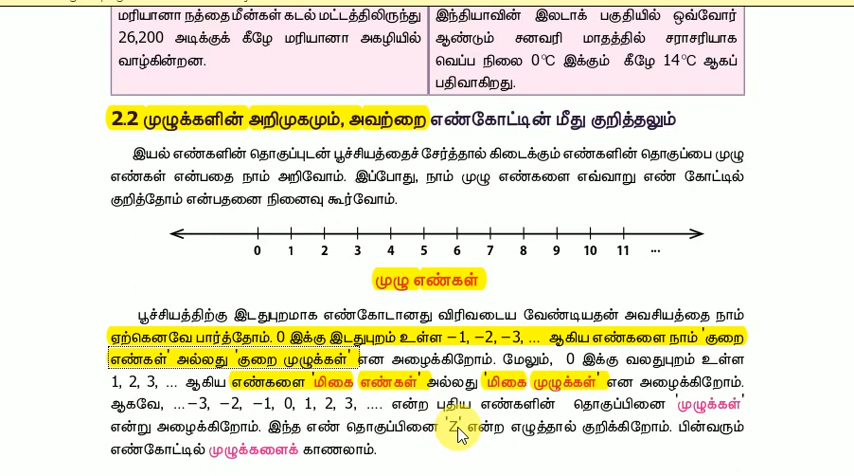 மரியானா நத்தை மீன்கள் கடல் மட்டத்திலிருந்து
26,200 அடிக்குக் கீழே மரியானா அகழியில்
வாழ்கின்றன.
இந்தியாவின் இலடாக் பகுதியில் ஒவ்வோர்
ஆண்டும் சனவரி மாதத்தில் சராசரியாக
வெப்ப நிலை 0°C இக்கும் கீழே 14°C ஆகப்
பதிவாகிறது.
2.2 முழுக்களின் அறிமுகமும், அவற்றை எண்கோட்டின் மீது குறித்தலும்
இயல் எண்களின் தொகுப்புடன் பூச்சியத்தைச் சேர்த்தால் கிடைக்கும் எண்களின் தொகுப்பை முழு
எண்கள் என்பதை நாம் அறிவோம். இப்போது, நாம் முழு எண்களை எவ்வாறு எண் கோட்டில்
குறித்தோம் என்பதனை நினைவு கூர்வோம்.
0 1 2 3 4 5 6 7 8 9 10 11 ...
முழு எண்கள்
பூச்சியத்திற்கு இடதுபுறமாக எண்கோடானது விரிவடைய வேண்டியதன் அவசியத்தை நாம்
ஏற்கெனவே பார்த்தோம். 0 இக்கு இடதுபுறம் உள்ள −1, −2, −3, ... ஆகிய எண்களை நாம் 'குறை
எண்கள்' அல்லது 'குறை முழுக்கள்' என அழைக்கிறோம். மேலும், 0 இக்கு வலதுபுறம் உள்ள
1, 2, 3, ... ஆகிய எண்களை 'மிகை எண்கள்' அல்லது 'மிகை முழுக்கள்' என அழைக்கிறோம்.
ஆகவே, ...−3, −2, −1, 0, 1, 2, 3, .... என்ற புதிய எண்களின் தொகுப்பினை 'முழுக்கள்'
என்று அழைக்கிறோம். இந்த எண் தொகுப்பினை 'Z' என்ற எழுத்தால் குறிக்கிறோம். பின்வரும்
எண்கோட்டில் முழுக்களைக் காணலாம்.